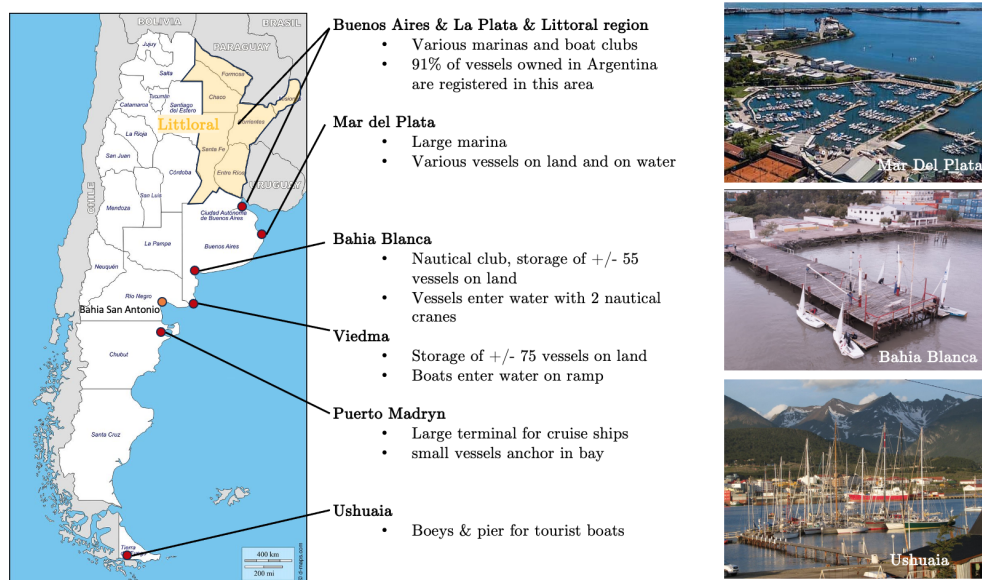 BOLIVIA
BRASIL
PARAGUAY
Jujuy
Salta
Formosa
Tucumán
Chaco
Catamarca
Santiago
del Estero
Misiones
Littloral
Corrientes
La Rioja
Santa Fe
San Juan
Córdoba
Entre Ríos
URUGUAY
CHILE
San Luis
Mendoza
Ciudad Autónoma
de Buenos Aires
La Pampa
Buenos Aires
Neuquén
Río Negro
Bahia San Antonio
Chubut
Santa Cruz
Tierra
400 km
200 mi
© d-maps.com
Buenos Aires & La Plata & Littoral region
• Various marinas and boat clubs
• 91% of vessels owned in Argentina
are registered in this area
Mar del Plata
• Large marina
• Various vessels on land and on water
Bahia Blanca
• Nautical club, storage of +/- 55
vessels on land
• Vessels enter water with 2 nautical
cranes
Viedma
• Storage of +/- 75 vessels on land
• Boats enter water on ramp
Puerto Madryn
• Large terminal for cruise ships
• small vessels anchor in bay
Ushuaia
• Boeys & pier for tourist boats
Mar Del Plata
Bahia Blanca
Ushuaia